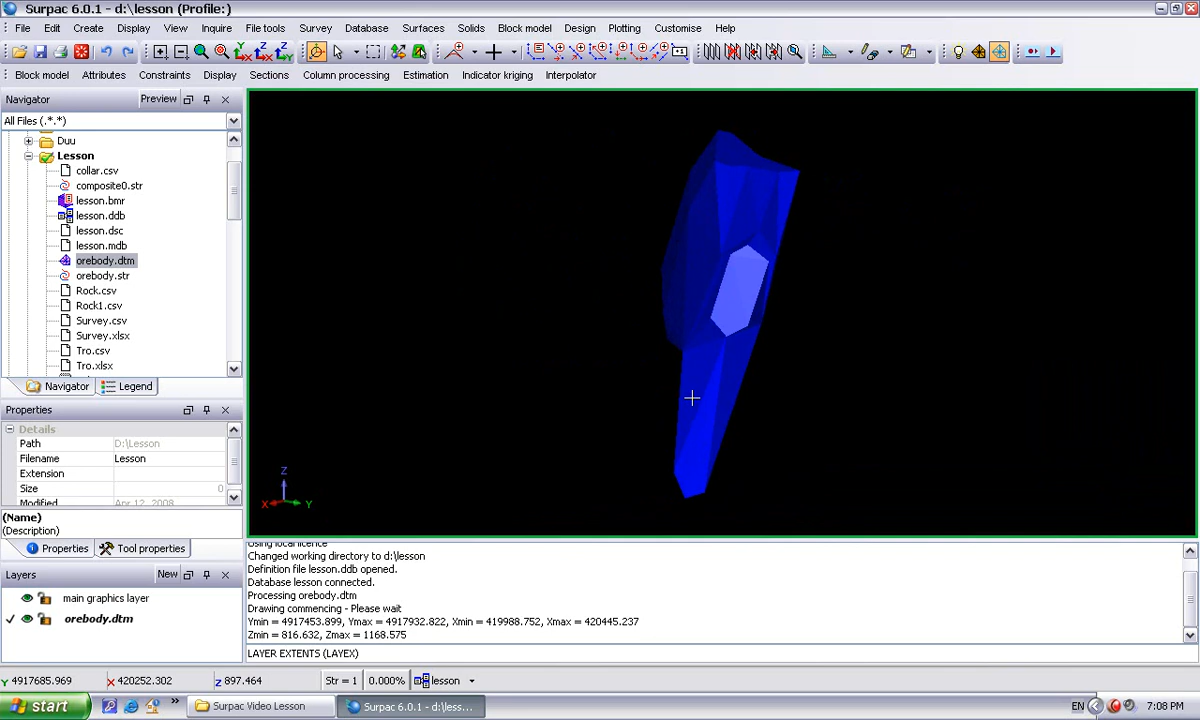 Surpac 6.0.1 - d:\lesson (Profile:)
File Edit Create Display View Inquire File tools Survey Database Surfaces Solids Block model Design Plotting Customise Help
Block model Attributes Constraints Display Sections Column processing Estimation Indicator kriging Interpolator
Navigator Preview
All Files (*.*)
Duu
Lesson
collar.csv
composite0.str
lesson.bmr
lesson.ddb
lesson.dsc
lesson.mdb
orebody.dtm
orebody.str
Rock.csv
Rock1.csv
Survey.csv
Survey.xlsx
Tro.csv
Tro.xlsx
Navigator Legend
Properties
Details
Path D:\Lesson
Filename Lesson
Extension
Size 0
Modified Apr 12, 2008
(Name)
(Description)
Properties Tool properties
Layers New
main graphics layer
orebody.dtm
Z
X Y
Using localicence
Changed working directory to d:\lesson
Definition file lesson.ddb opened.
Database lesson connected.
Processing orebody.dtm
Drawing commencing - Please wait
Ymin = 4917453.899, Ymax = 4917932.822, Xmin = 419988.752, Xmax = 420445.237
Zmin = 816.632, Zmax = 1168.575
LAYER EXTENTS (LAYEX)
Y 4917685.969 X 420252.302 Z 897.464 Str = 1 0.000% lesson
start Surpac Video Lesson Surpac 6.0.1 - d:\less... EN 7:08 PM